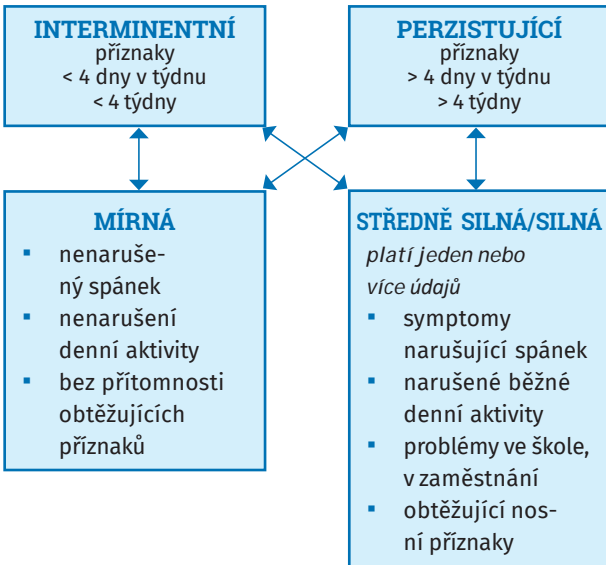 INTERMINENTNÍ
příznaky
< 4 dny v týdnu
< 4 týdny
PERZISTUJÍCÍ
příznaky
> 4 dny v týdnu
> 4 týdny
MÍRNÁ
▪ nenaruše-
ný spánek
▪ nenarušení
denní aktivity
▪ bez přítomnosti
obtěžujících
příznaků
STŘEDNĚ SILNÁ/SILNÁ
platí jeden nebo
více údajů
▪ symptomy
narušující spánek
▪ narušené běžné
denní aktivity
▪ problémy ve škole,
v zaměstnání
▪ obtěžující nos-
ní příznaky